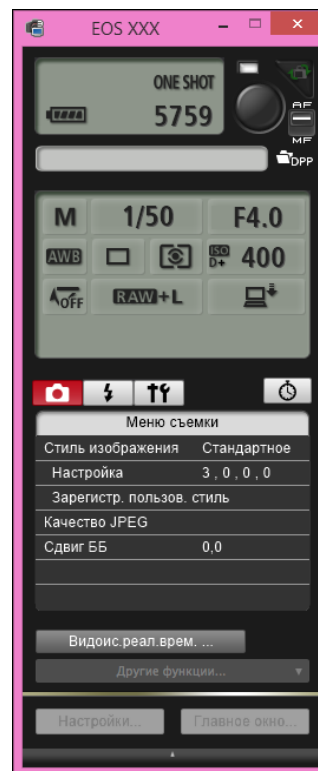 EOS XXX
ONE SHOT
5759
AF
MF
DPP
M 1/50 F4.0
AWB ISO D+ 400
OFF RAW+L
Меню съемки
Стиль изображения Стандартное
Настройка 3 , 0 , 0 , 0
Зарегистр. пользов. стиль
Качество JPEG
Сдвиг ББ 0,0
Видоис.реал.врем. ...
Другие функции...
Настройки... Главное окно...